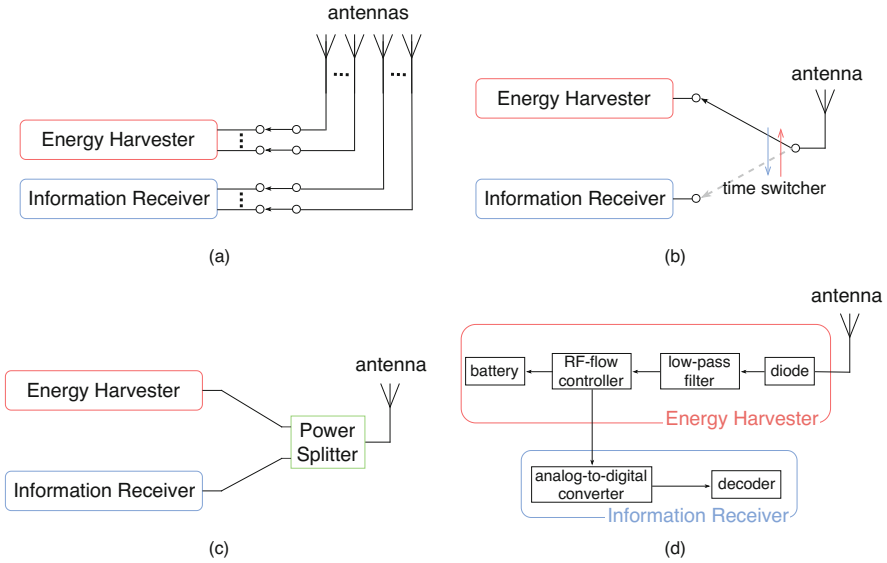 antennas
Energy Harvester
Information Receiver
(a)
antenna
Energy Harvester
Information Receiver
time switcher
(b)
antenna
Energy Harvester
Power
Splitter
Information Receiver
(c)
antenna
battery
RF-flow
controller
low-pass
filter
diode
Energy Harvester
analog-to-digital
converter
decoder
Information Receiver
(d)